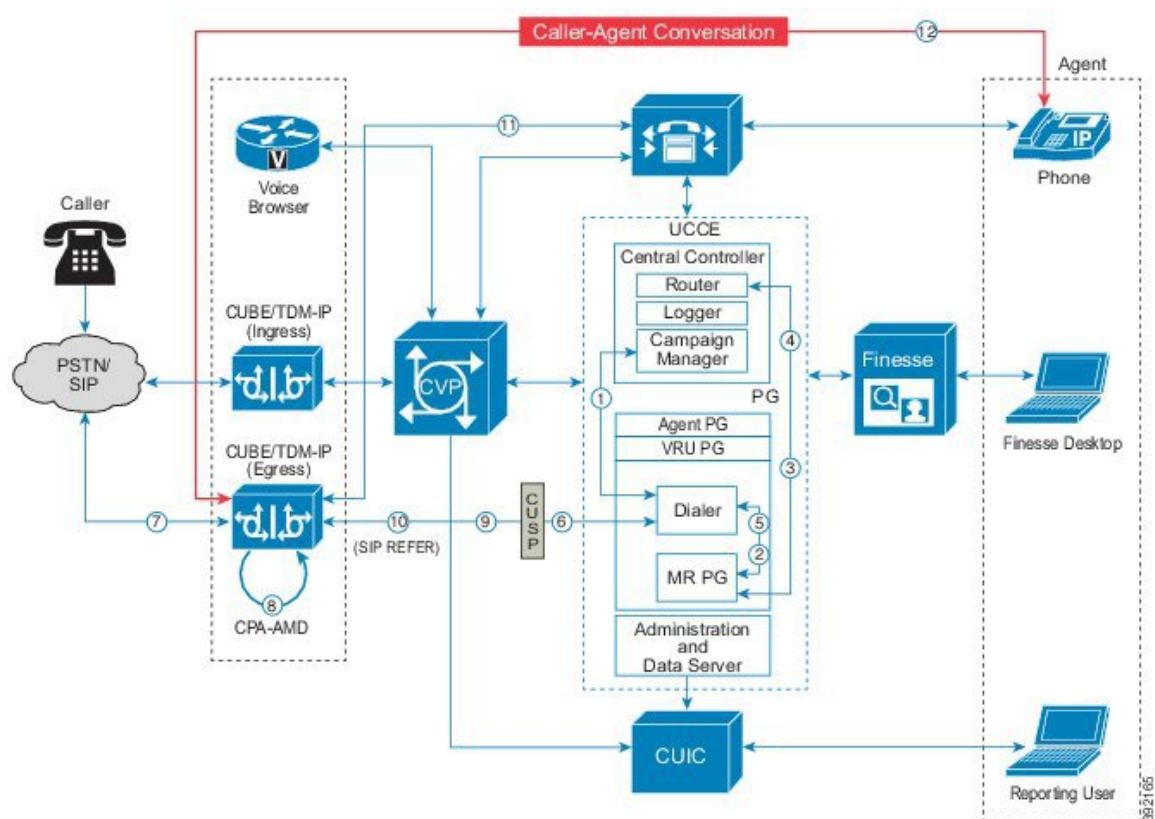 Caller-Agent Conversation
12
Agent
11
V
Voice
Browser
IP
Phone
Caller
UCCE
Central Controller
Router
Logger
Campaign
Manager
4
CUBE/TDM-IP
(Ingress)
PSTN/
SIP
CVP
Finesse
1
PG
Agent PG
VRU PG
Finesse Desktop
CUBE/TDM-IP
(Egress)
3
CUSP
7
10
9
6
Dialer
5
(SIP REFER)
2
MR PG
8
CPA-AMD
Administration
and
Data Server
CUIC
Reporting User
392165